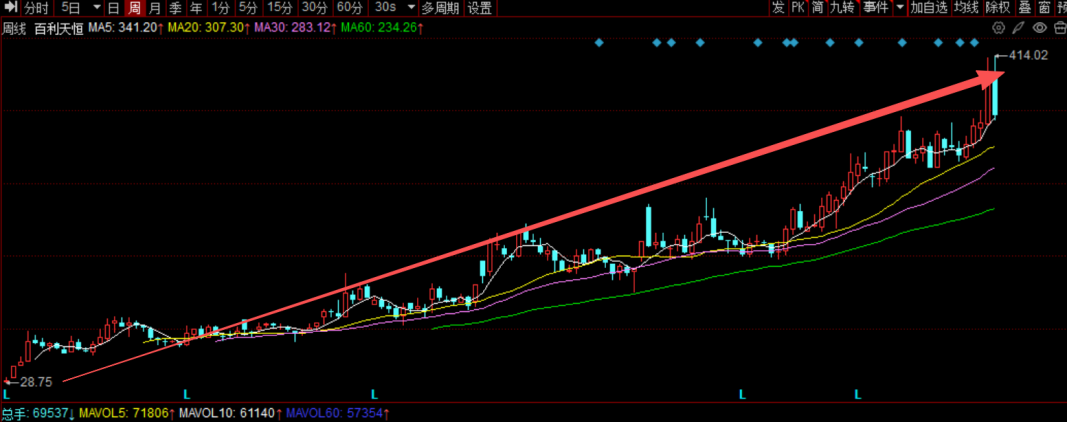 分时 5日 日 周 月 季 年 1分 5分 15分 30分 60分 30s 多周期 设置 发 PK 简 九转 事件 加自选 均线 除权 叠 窗 预
周线 百利天恒 MA5: 341.20↑ MA20: 307.30↑ MA30: 283.12↑ MA60: 234.26↑
414.02
28.75
L L L L L
总手: 69537↓ MAVOL5: 71806↑ MAVOL10: 61140↑ MAVOL60: 57354↑